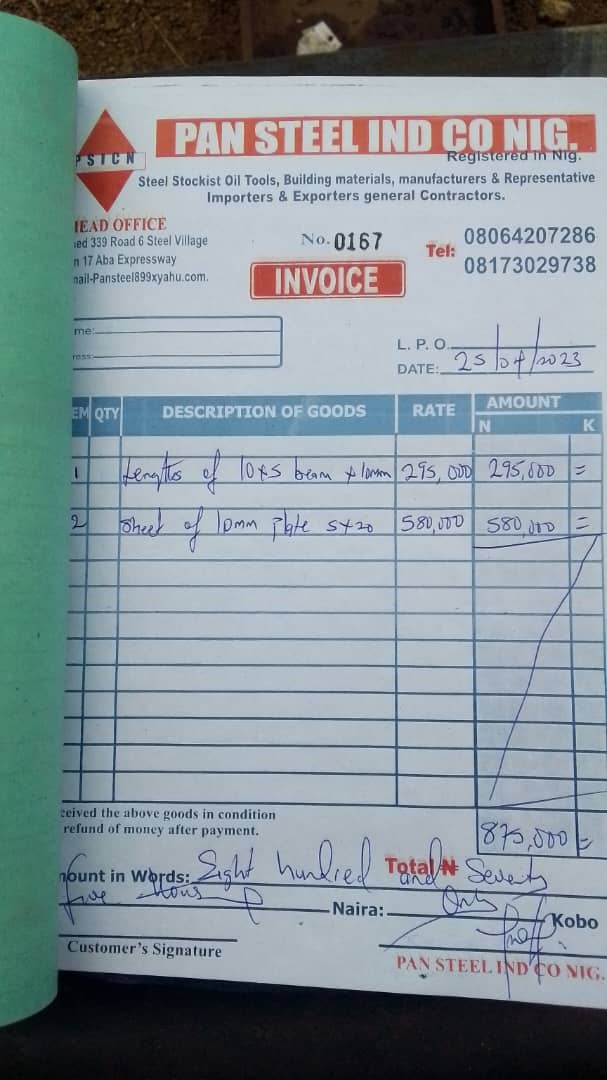 PAN STEEL IND CO NIG.
PSICN
Registered in Nig.
Steel Stockist Oil Tools, Building materials, manufacturers & Representative
Importers & Exporters general Contractors.
HEAD OFFICE
339 Road 6 Steel Village
17 Aba Expressway
ail-Pansteel899xyahu.com.
No. 0167
INVOICE
Tel: 08064207286
08173029738
me:
ress:
L. P. O.
DATE: 25/04/2023
EM QTY DESCRIPTION OF GOODS RATE AMOUNT
N K
1 Lengths of 10x5 beam x 10mm 295,000 295,000 =
2 Sheet of 10mm Plate 5x20 580,000 580,000 =
ceived the above goods in condition
refund of money after payment.
Total ₦ 875,000 =
ount in Words: Eight hundred and Seventy
five thous Naira: Only Kobo
Customer's Signature
PAN STEEL IND CO NIG.